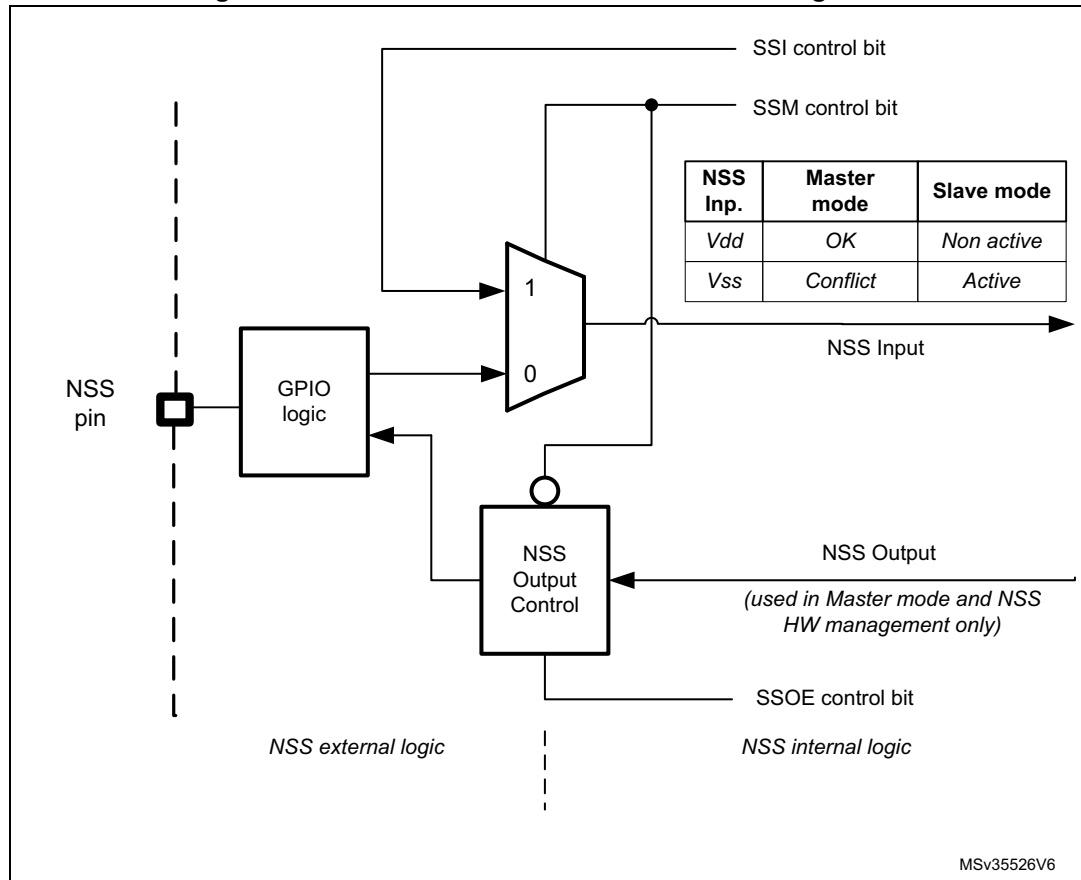 SSI control bit
SSM control bit
NSS Inp.
Master mode
Slave mode
Vdd
OK
Non active
Vss
Conflict
Active
1
0
NSS Input
NSS
pin
GPIO
logic
NSS
Output
Control
NSS Output
(used in Master mode and NSS
HW management only)
SSOE control bit
NSS external logic
NSS internal logic
MSv35526V6